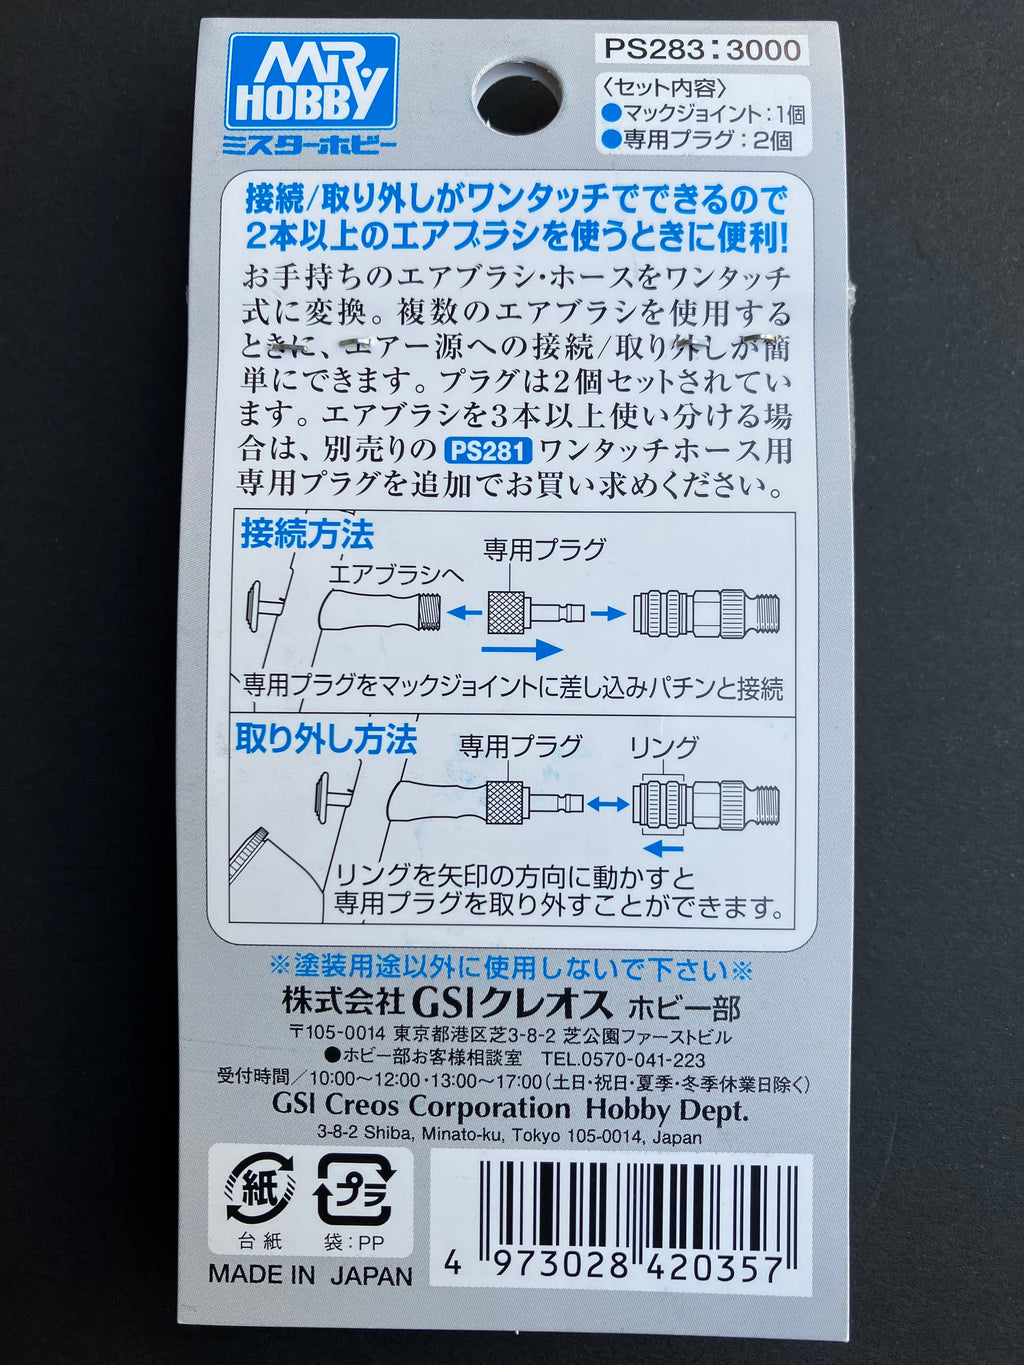 MR. HOBBY
ミスターホビー
PS283:3000
〈セット内容〉
●マックジョイント:1個
●専用プラグ:2個
接続/取り外しがワンタッチでできるので
2本以上のエアブラシを使うときに便利!
お手持ちのエアブラシ・ホースをワンタッチ
式に変換。複数のエアブラシを使用する
ときに、エアー源への接続/取り外しが簡
単にできます。プラグは2個セットされてい
ます。エアブラシを3本以上使い分ける場
合は、別売りの PS281 ワンタッチホース用
専用プラグを追加でお買い求めください。
接続方法
専用プラグ
エアブラシへ
専用プラグをマックジョイントに差し込みパチンと接続
取り外し方法
専用プラグ
リング
リングを矢印の方向に動かすと
専用プラグを取り外すことができます。
※塗装用途以外に使用しないで下さい※
株式会社 GSIクレオス ホビー部
〒105-0014 東京都港区芝3-8-2 芝公園ファーストビル
●ホビー部お客様相談室 TEL.0570-041-223
受付時間/10:00〜12:00・13:00〜17:00(土日・祝日・夏季・冬季休業日除く)
GSI Creos Corporation Hobby Dept.
3-8-2 Shiba, Minato-ku, Tokyo 105-0014, Japan
紙
プラ
台紙
袋:PP
MADE IN JAPAN
4 973028 420357